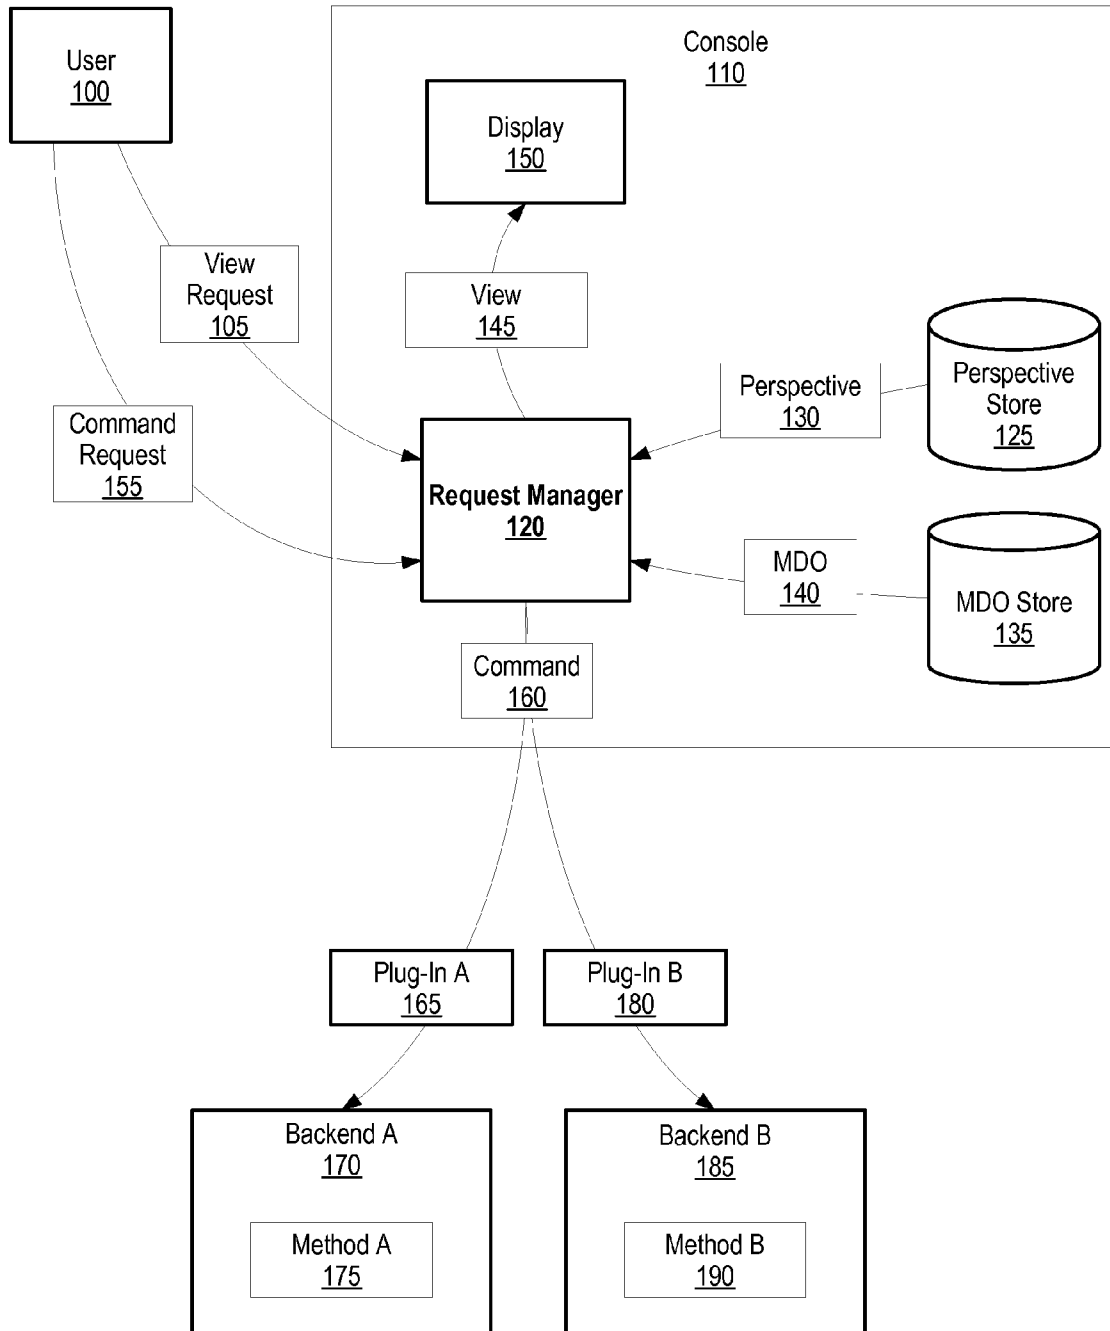 User
100
Console
110
Display
150
View
Request
105
View
145
Perspective
130
Perspective
Store
125
Command
Request
155
Request Manager
120
MDO
140
MDO Store
135
Command
160
Plug-In A
165
Plug-In B
180
Backend A
170
Backend B
185
Method A
175
Method B
190